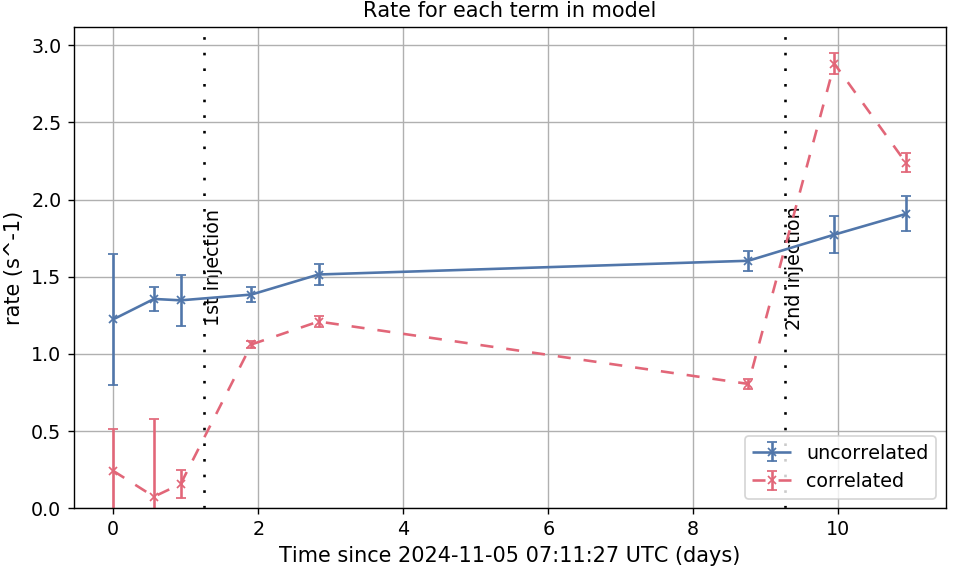 Rate for each term in model
rate (s^-1)
3.0
2.5
2.0
1.5
1.0
0.5
0.0
1st injection
2nd injection
uncorrelated
correlated
0
2
4
6
8
10
Time since 2024-11-05 07:11:27 UTC (days)